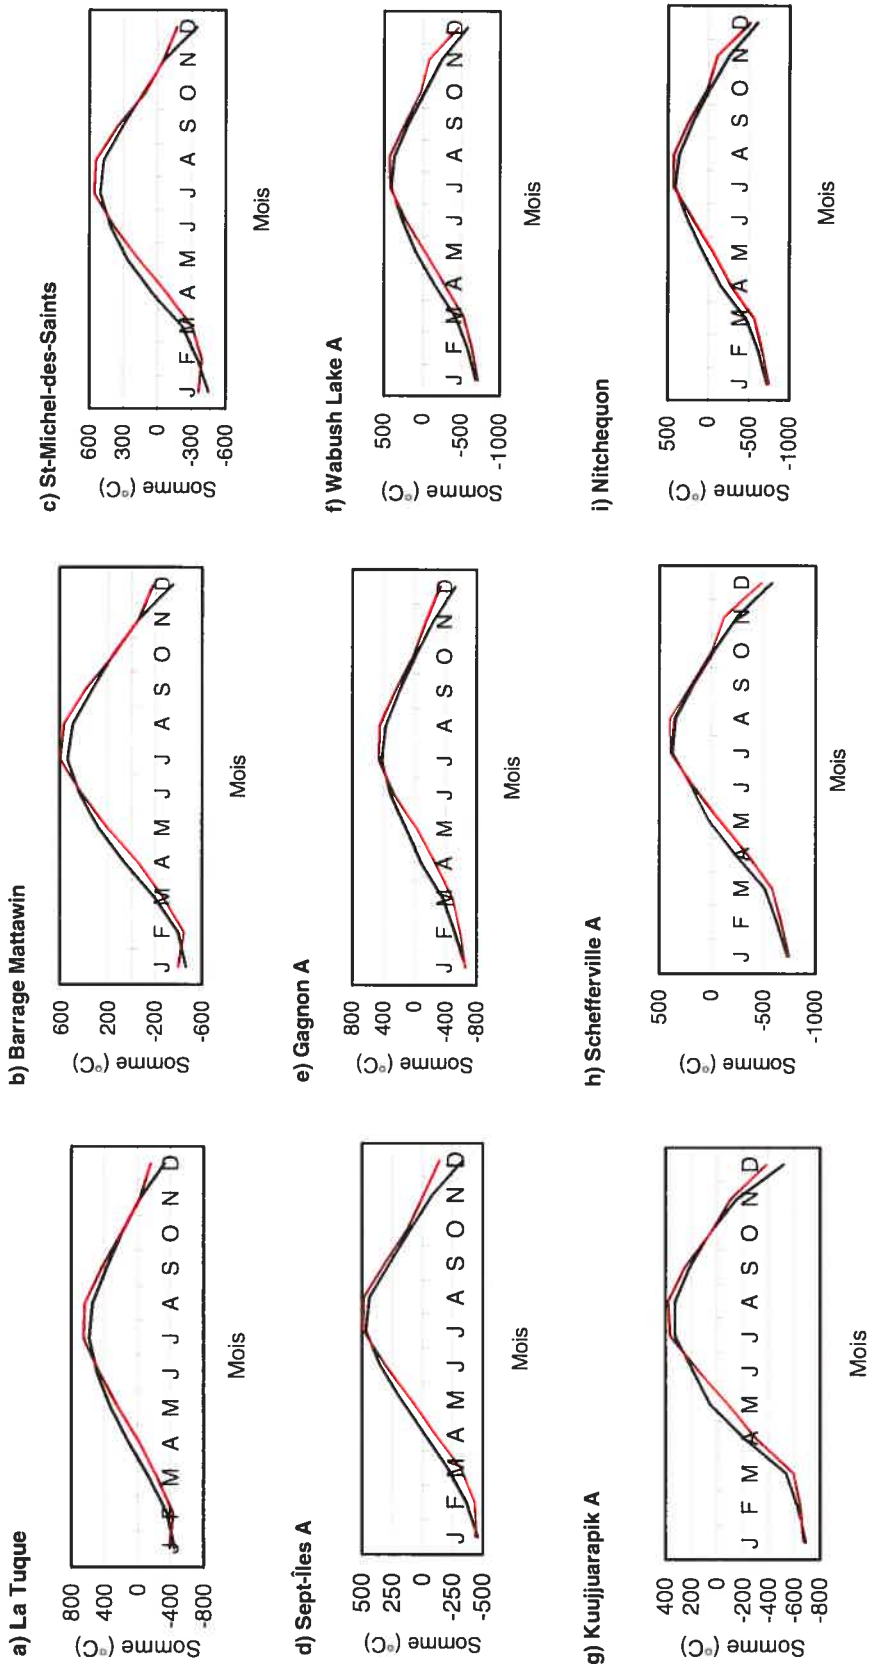 a) La Tuque
Somme (°C)
800
400
0
-400
-800
J F M A M J J A S O N D
Mois
b) Barrage Mattawin
Somme (°C)
600
200
-200
-600
J F M A M J J A S O N D
Mois
c) St-Michel-des-Saints
Somme (°C)
600
300
0
-300
-600
J F M A M J J A S O N D
Mois
d) Sept-Îles A
Somme (°C)
500
250
0
-250
-500
J F M A M J J A S O N D
Mois
e) Gagnon A
Somme (°C)
800
400
0
-400
-800
J F M A M J J A S O N D
Mois
f) Wabush Lake A
Somme (°C)
500
0
-500
-1000
J F M A M J J A S O N D
Mois
g) Kuujjuarapik A
Somme (°C)
400
200
0
-200
-400
-600
-800
J F M A M J J A S O N D
Mois
h) Schefferville A
Somme (°C)
500
0
-500
-1000
J F M A M J J A S O N D
Mois
i) Nitchequon
Somme (°C)
500
0
-500
-1000
J F M A M J J A S O N D
Mois